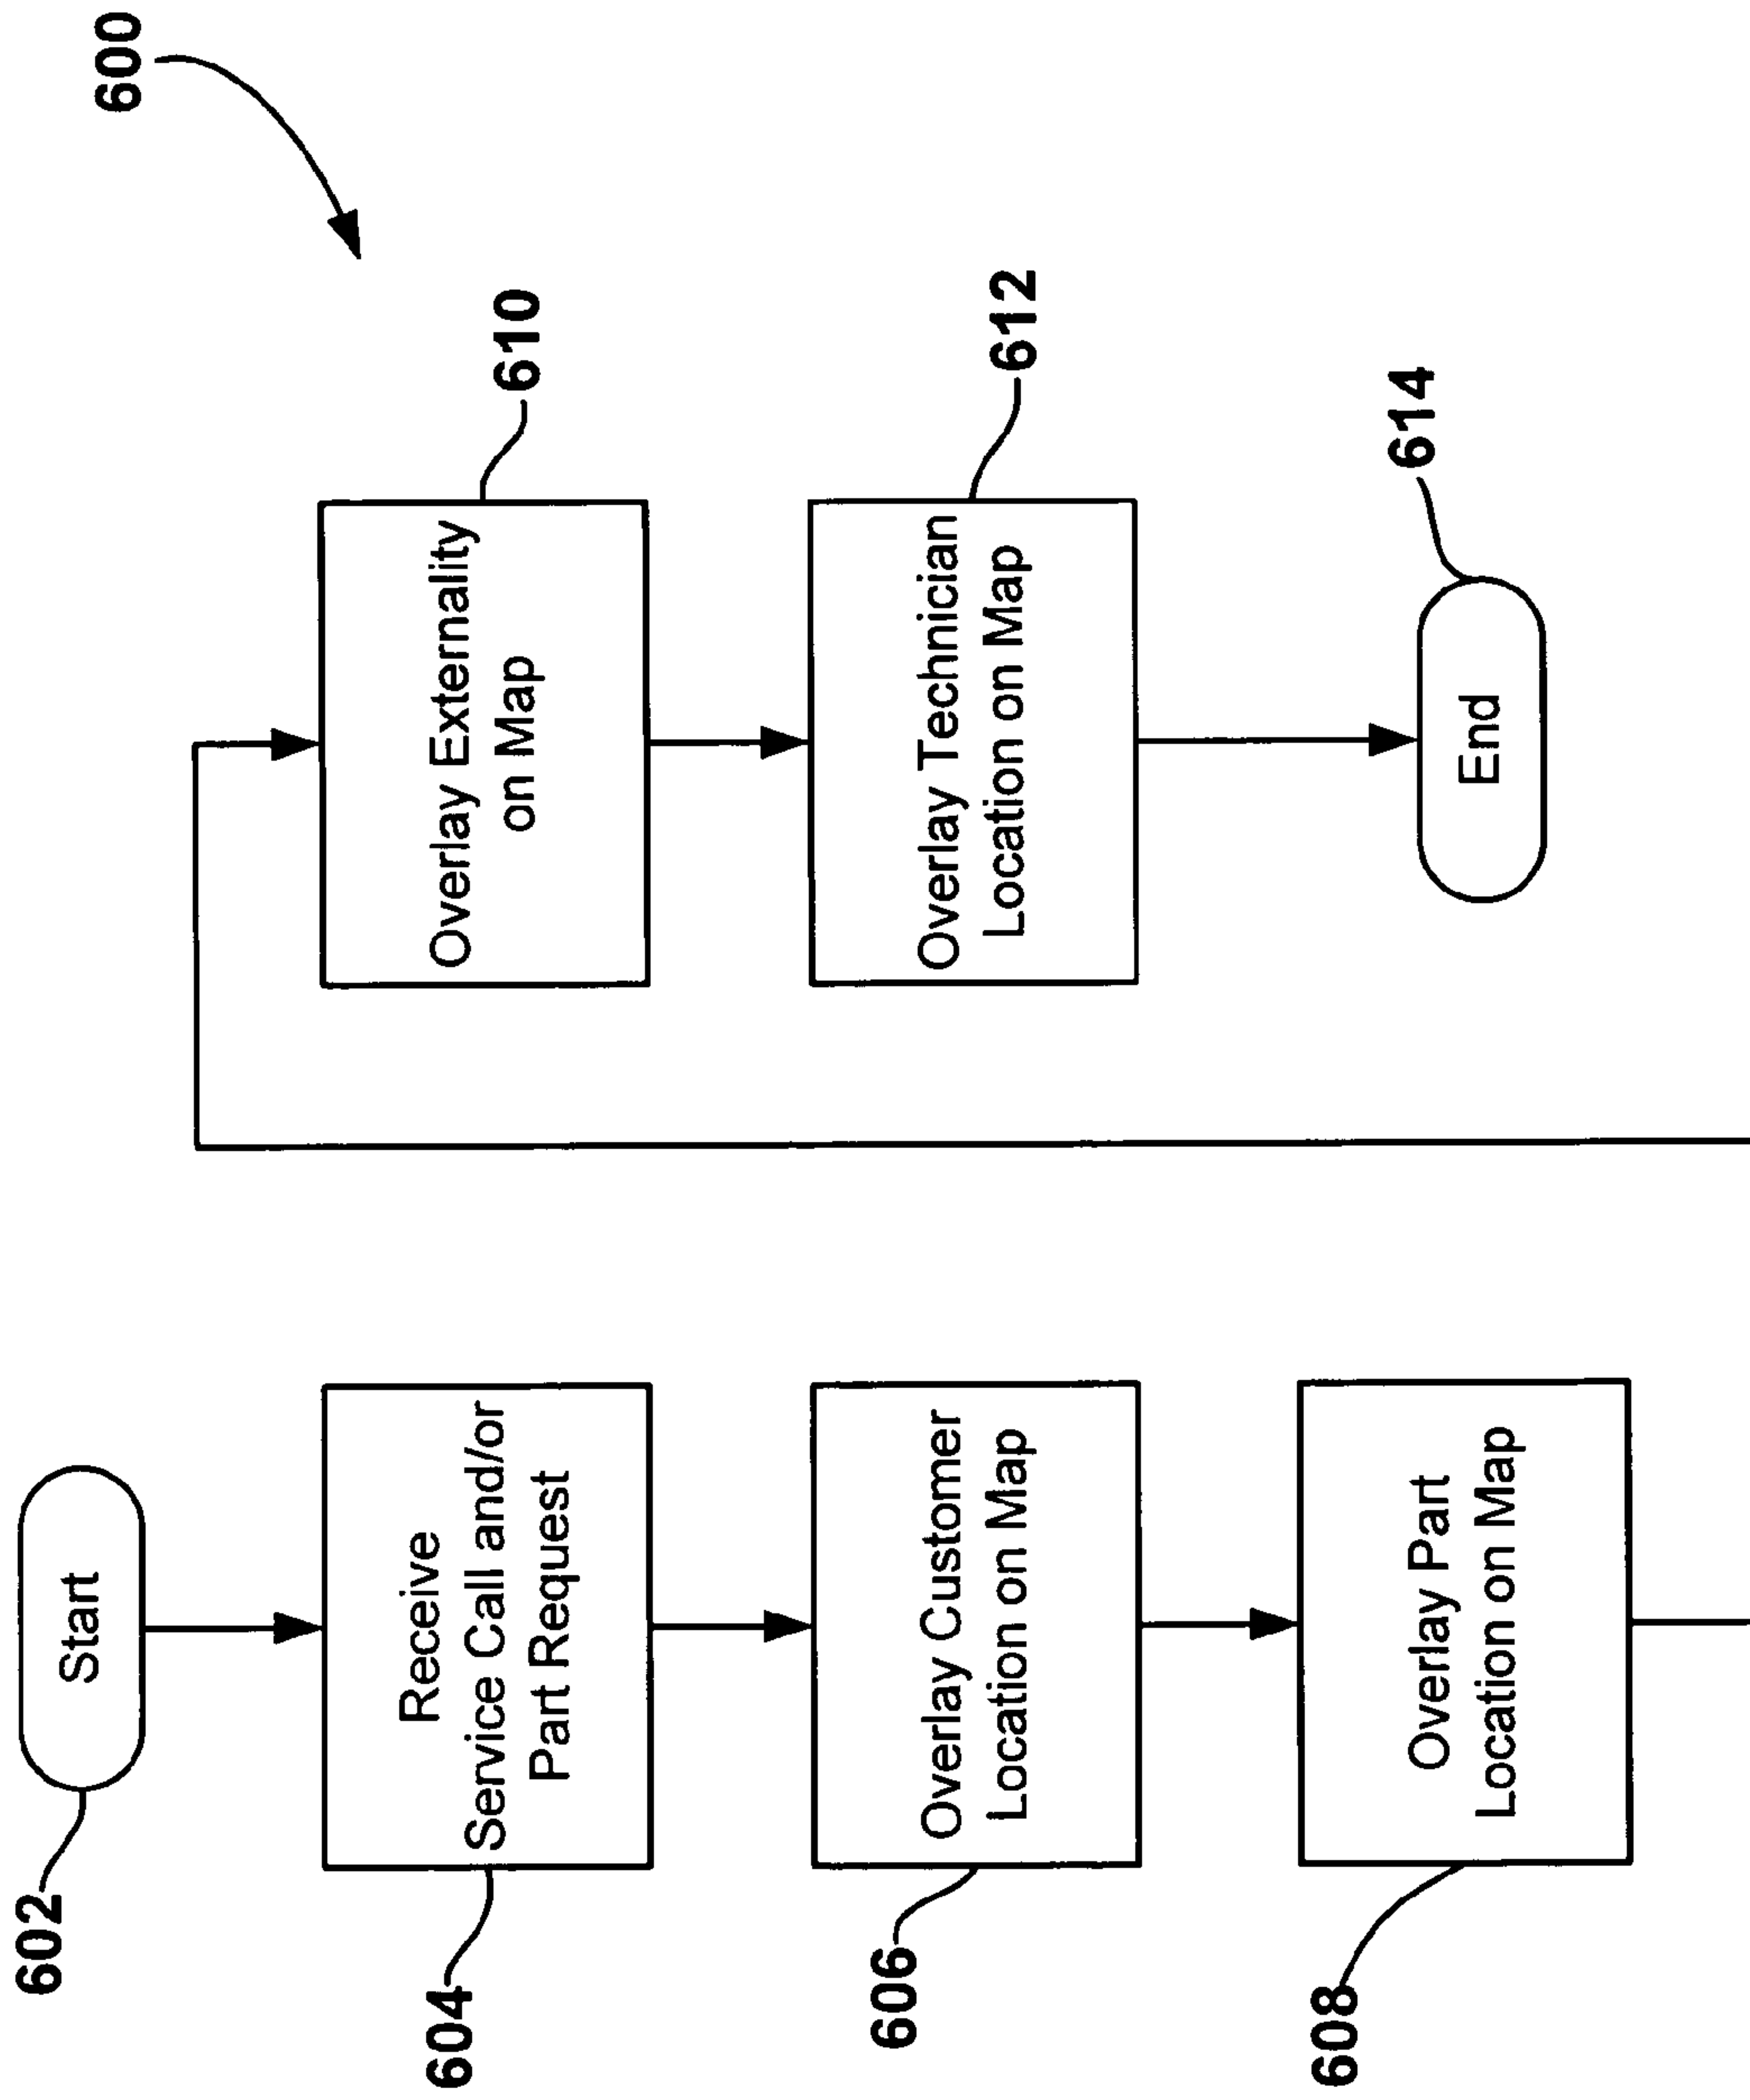 600
602
Start
604
Receive
Service Call and/or
Part Request
606
Overlay Customer
Location on Map
608
Overlay Part
Location on Map
610
Overlay Externality
on Map
612
Overlay Technician
Location on Map
614
End